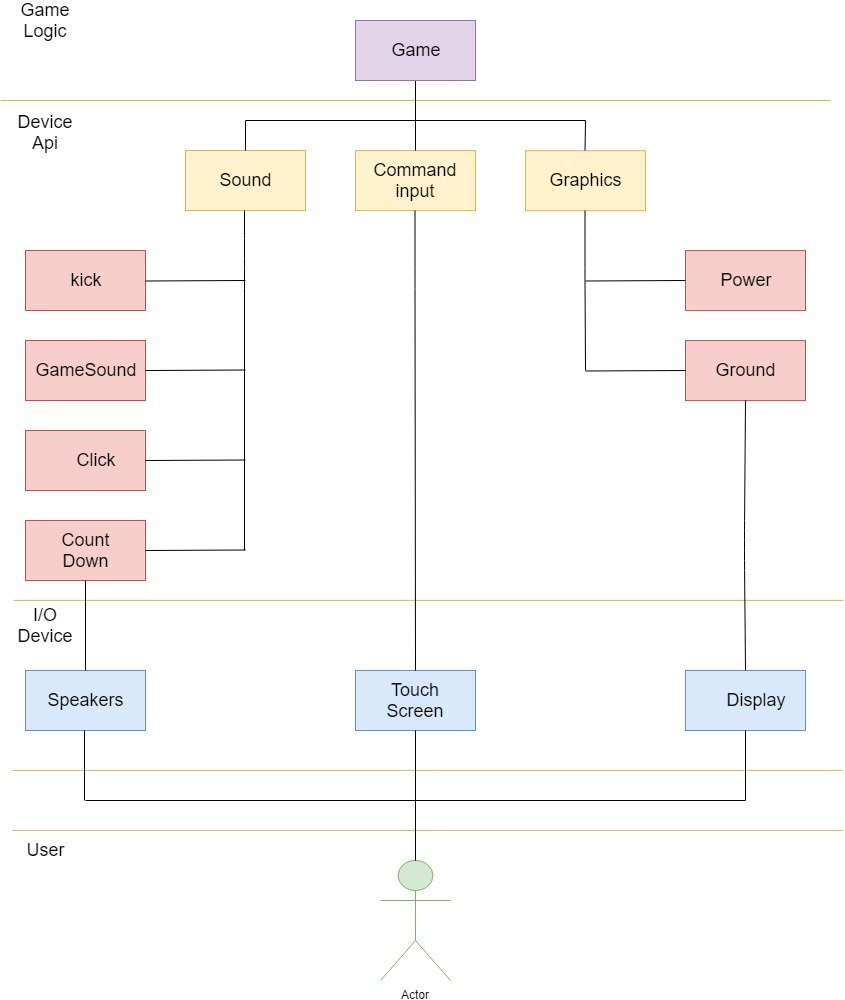 Game
Logic
Game
Device
Api
Sound
Command
input
Graphics
kick
Power
GameSound
Ground
Click
Count
Down
I/O
Device
Speakers
Touch
Screen
Display
User
Actor